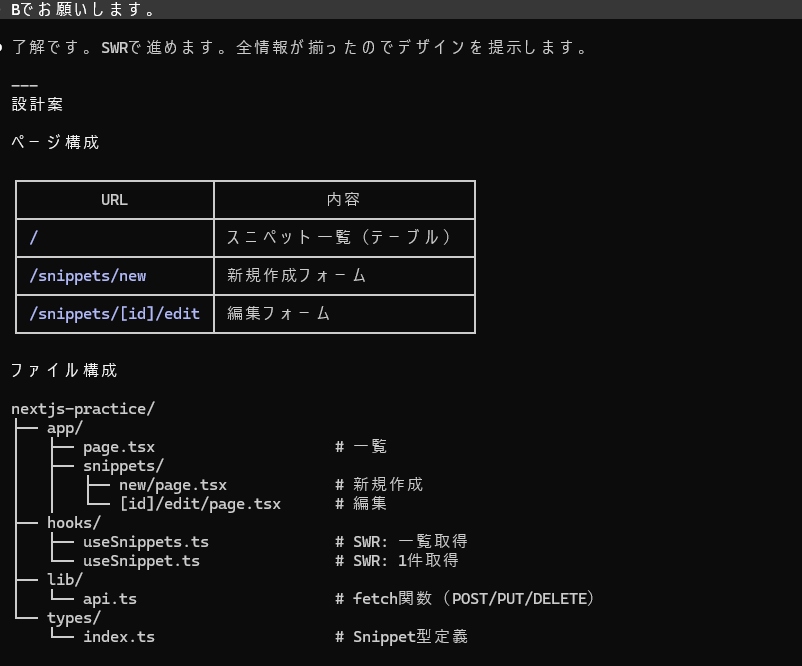 Bでお願いします。
● 了解です。SWRで進めます。全情報が揃ったのでデザインを提示します。
---
設計案
ページ構成
URL 内容
/ スニペット一覧（テーブル）
/snippets/new 新規作成フォーム
/snippets/[id]/edit 編集フォーム
ファイル構成
nextjs-practice/
├── app/
│   ├── page.tsx                    # 一覧
│   ├── snippets/
│   │   ├── new/page.tsx            # 新規作成
│   │   └── [id]/edit/page.tsx      # 編集
├── hooks/
│   ├── useSnippets.ts              # SWR: 一覧取得
│   └── useSnippet.ts               # SWR: 1件取得
├── lib/
│   └── api.ts                      # fetch関数（POST/PUT/DELETE）
└── types/
    └── index.ts                    # Snippet型定義